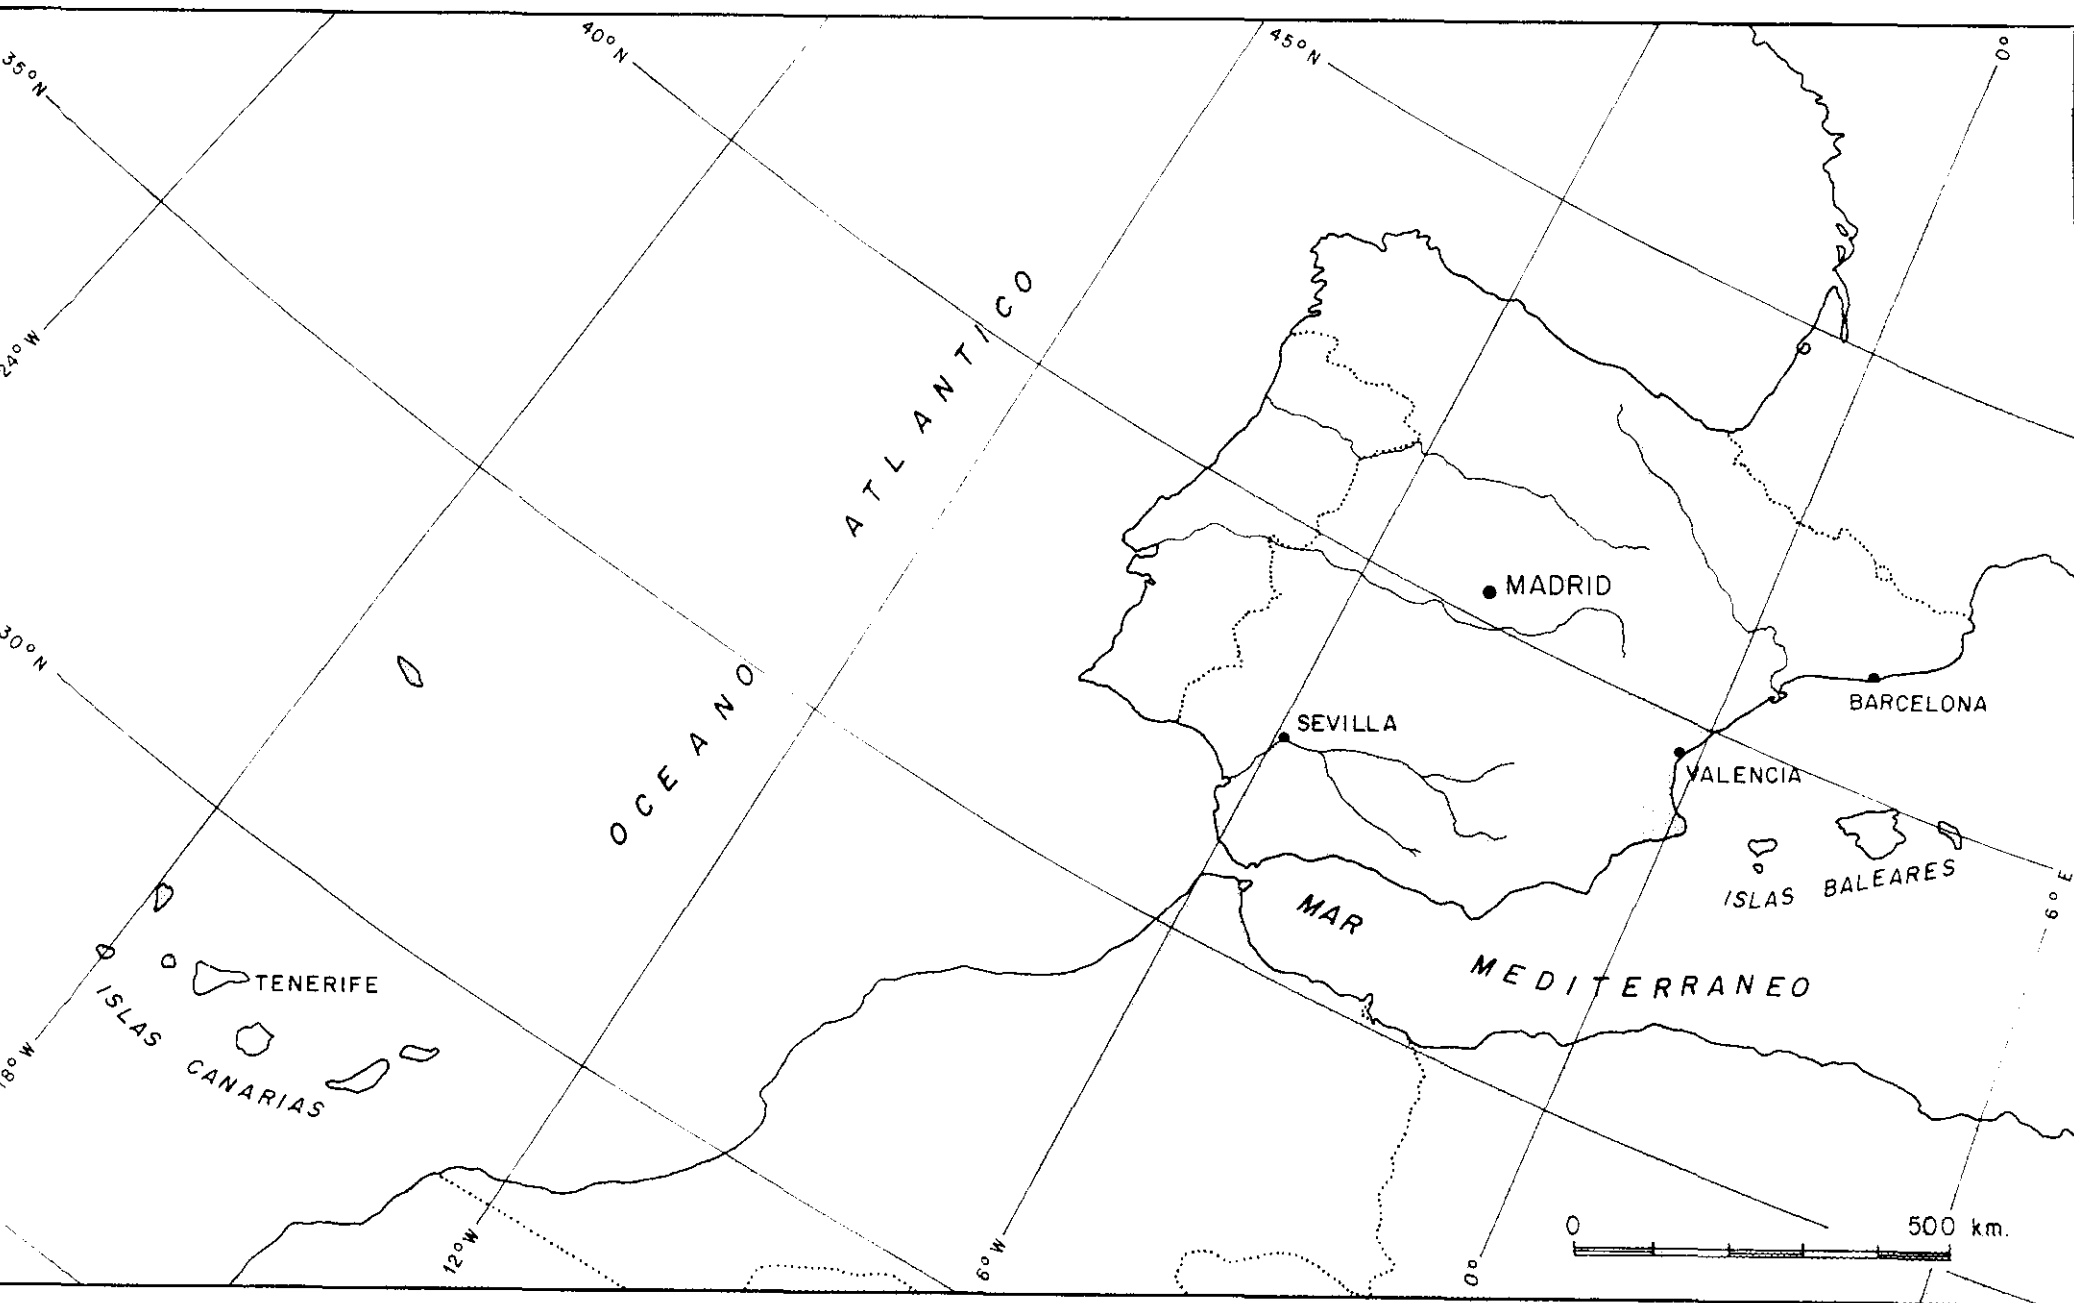 35°N
40°N
45°N
0°
24°W
OCEANO ATLANTICO
30°N
MADRID
BARCELONA
SEVILLA
VALENCIA
ISLAS BALEARES
6° E
MAR
MEDITERRANEO
TENERIFE
ISLAS CANARIAS
18°W
12°W
6°W
0°
0 500 km.